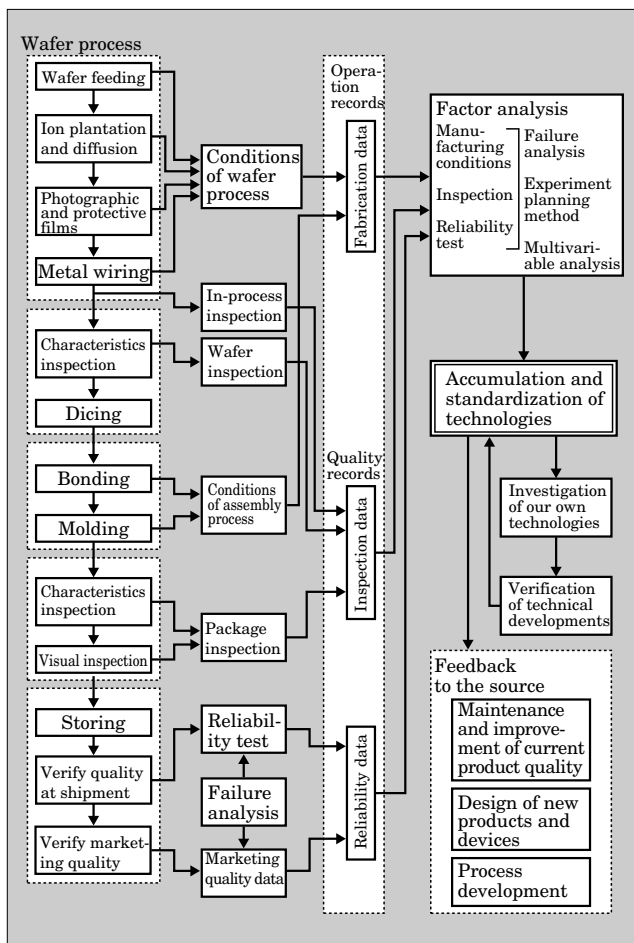 Wafer process
Wafer feeding
Ion plantation
and diffusion
Photographic
and protective
films
Metal wiring
Characteristics
inspection
Dicing
Bonding
Molding
Characteristics
inspection
Visual inspection
Storing
Verify quality
at shipment
Verify market-
ing quality
Conditions
of wafer
process
In-process
inspection
Wafer
inspection
Conditions
of assembly
process
Package
inspection
Reliabil-
ity test
Failure
analysis
Marketing
quality data
Opera-
tion
records
Fabrication data
Quality
records
Inspection data
Reliability data
Factor analysis
Manu-
facturing
conditions
Inspection
Reliability
test
Failure
analysis
Experiment
planning
method
Multivari-
able analysis
Accumulation and
standardization of
technologies
Investigation
of our own
technologies
Verification
of technical
developments
Feedback
to the source
Maintenance
and improve-
ment of current
product quality
Design of new
products and
devices
Process
development